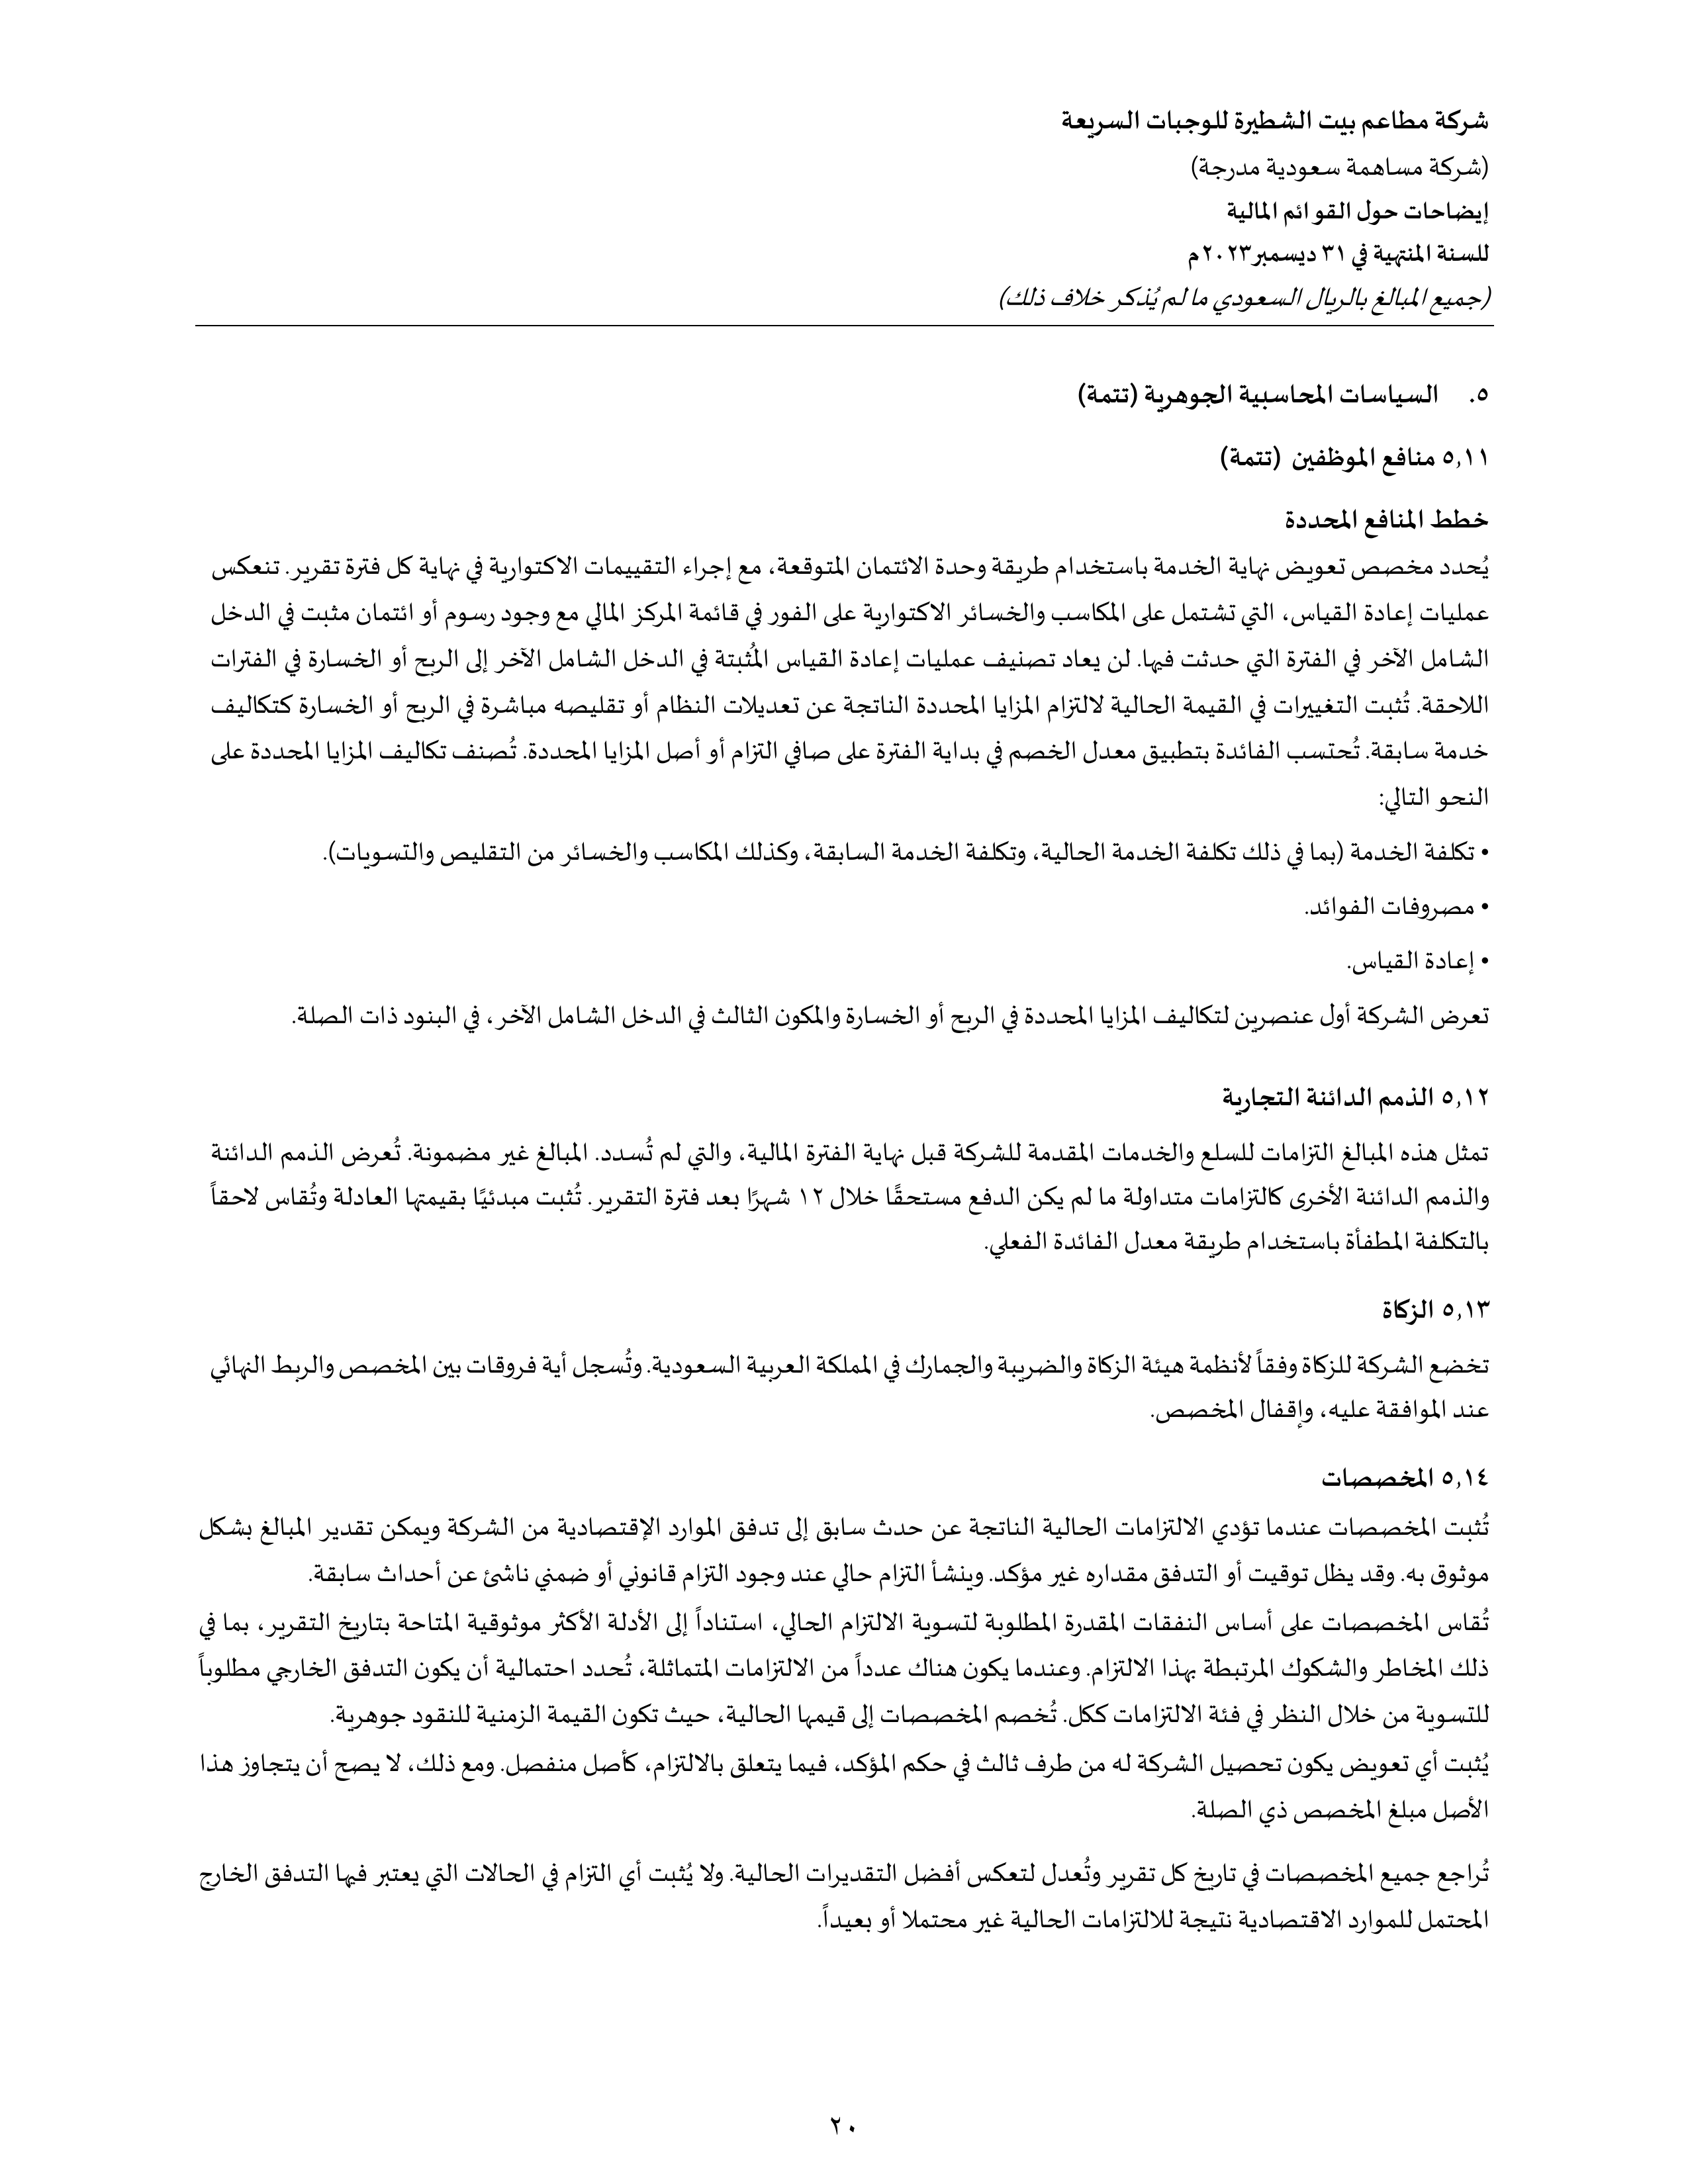 شركة مطاعم بيت الشطيرة للوجبات السريعة
(شركة مساهمة سعودية مدرجة)
إيضاحات حول القوائم المالية
للسنة المنتهية في ٣١ ديسمبر٢٠٢٣م
(جميع المبالغ بالريال السعودي ما لم يُذكر خلاف ذلك)
٥. السياسات المحاسبية الجوهرية (تتمة)
٥,١١ منافع الموظفين (تتمة)
خطط المنافع المحددة
يُحدد مخصص تعويض نهاية الخدمة باستخدام طريقة وحدة الائتمان المتوقعة، مع إجراء التقييمات الاكتوارية في نهاية كل فترة تقرير. تنعكس
عمليات إعادة القياس، التي تشتمل على المكاسب والخسائر الاكتوارية على الفور في قائمة المركز المالي مع وجود رسوم أو ائتمان مثبت في الدخل
الشامل الآخر في الفترة التي حدثت فيها. لن يعاد تصنيف عمليات إعادة القياس المُثبتة في الدخل الشامل الآخر إلى الربح أو الخسارة في الفترات
اللاحقة. تُثبت التغييرات في القيمة الحالية لالتزام المزايا المحددة الناتجة عن تعديلات النظام أو تقليصه مباشرة في الربح أو الخسارة كتكاليف
خدمة سابقة. تُحتسب الفائدة بتطبيق معدل الخصم في بداية الفترة على صافي التزام أو أصل المزايا المحددة. تُصنف تكاليف المزايا المحددة على
النحو التالي:
• تكلفة الخدمة (بما في ذلك تكلفة الخدمة الحالية، وتكلفة الخدمة السابقة، وكذلك المكاسب والخسائر من التقليص والتسويات).
• مصروفات الفوائد.
• إعادة القياس.
تعرض الشركة أول عنصرين لتكاليف المزايا المحددة في الربح أو الخسارة والمكون الثالث في الدخل الشامل الآخر، في البنود ذات الصلة.
٥,١٢ الذمم الدائنة التجارية
تمثل هذه المبالغ التزامات للسلع والخدمات المقدمة للشركة قبل نهاية الفترة المالية، والتي لم تُسدد. المبالغ غير مضمونة. تُعرض الذمم الدائنة
والذمم الدائنة الأخرى كالتزامات متداولة ما لم يكن الدفع مستحقًا خلال ١٢ شهرًا بعد فترة التقرير. تُثبت مبدئيًا بقيمتها العادلة وتُقاس لاحقاً
بالتكلفة المطفأة باستخدام طريقة معدل الفائدة الفعلي.
٥,١٣ الزكاة
تخضع الشركة للزكاة وفقاً لأنظمة هيئة الزكاة والضريبة والجمارك في المملكة العربية السعودية. وتُسجل أية فروقات بين المخصص والربط النهائي
عند الموافقة عليه، وإقفال المخصص.
٥,١٤ المخصصات
تُثبت المخصصات عندما تؤدي الالتزامات الحالية الناتجة عن حدث سابق إلى تدفق الموارد الإقتصادية من الشركة ويمكن تقدير المبالغ بشكل
موثوق به. وقد يظل توقيت أو التدفق مقداره غير مؤكد. وينشأ التزام حالي عند وجود التزام قانوني أو ضمني ناشئ عن أحداث سابقة.
تُقاس المخصصات على أساس النفقات المقدرة المطلوبة لتسوية الالتزام الحالي، استناداً إلى الأدلة الأكثر موثوقية المتاحة بتاريخ التقرير، بما في
ذلك المخاطر والشكوك المرتبطة بهذا الالتزام. وعندما يكون هناك عدداً من الالتزامات المتماثلة، تُحدد احتمالية أن يكون التدفق الخارجي مطلوباً
للتسوية من خلال النظر في فئة الالتزامات ككل. تُخصم المخصصات إلى قيمها الحالية، حيث تكون القيمة الزمنية للنقود جوهرية.
يُثبت أي تعويض يكون تحصيل الشركة له من طرف ثالث في حكم المؤكد، فيما يتعلق بالالتزام، كأصل منفصل. ومع ذلك، لا يصح أن يتجاوز هذا
الأصل مبلغ المخصص ذي الصلة.
تُراجع جميع المخصصات في تاريخ كل تقرير وتُعدل لتعكس أفضل التقديرات الحالية. ولا يُثبت أي التزام في الحالات التي يعتبر فيها التدفق الخارج
المحتمل للموارد الاقتصادية نتيجة للالتزامات الحالية غير محتملا أو بعيداً.
٢٠